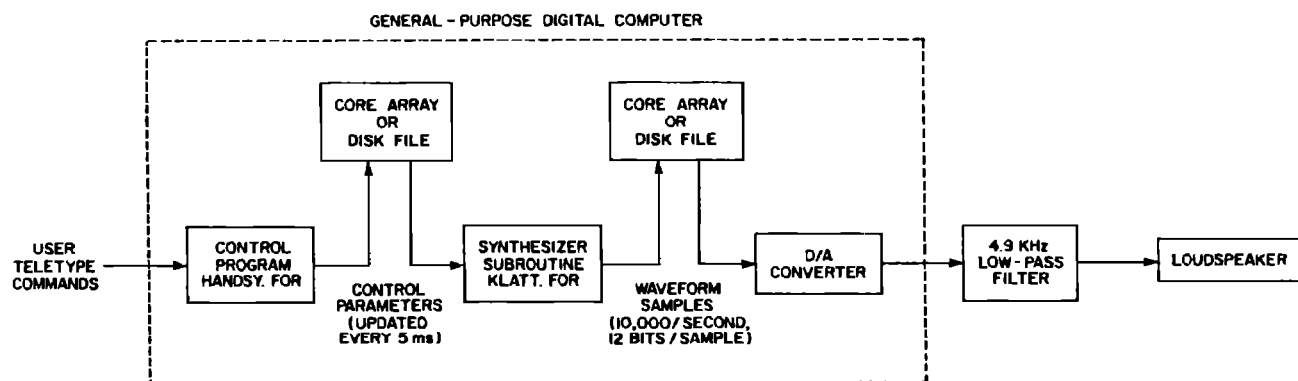 GENERAL-PURPOSE DIGITAL COMPUTER
CORE ARRAY
OR
DISK FILE
CORE ARRAY
OR
DISK FILE
USER
TELETYPE
COMMANDS
CONTROL
PROGRAM
HANDSY. FOR
CONTROL
PARAMETERS
(UPDATED
EVERY 5 ms)
SYNTHESIZER
SUBROUTINE
KLATT. FOR
WAVEFORM
SAMPLES
(10,000/SECOND,
12 BITS/SAMPLE)
D/A
CONVERTER
4.9 KHz
LOW-PASS
FILTER
LOUDSPEAKER